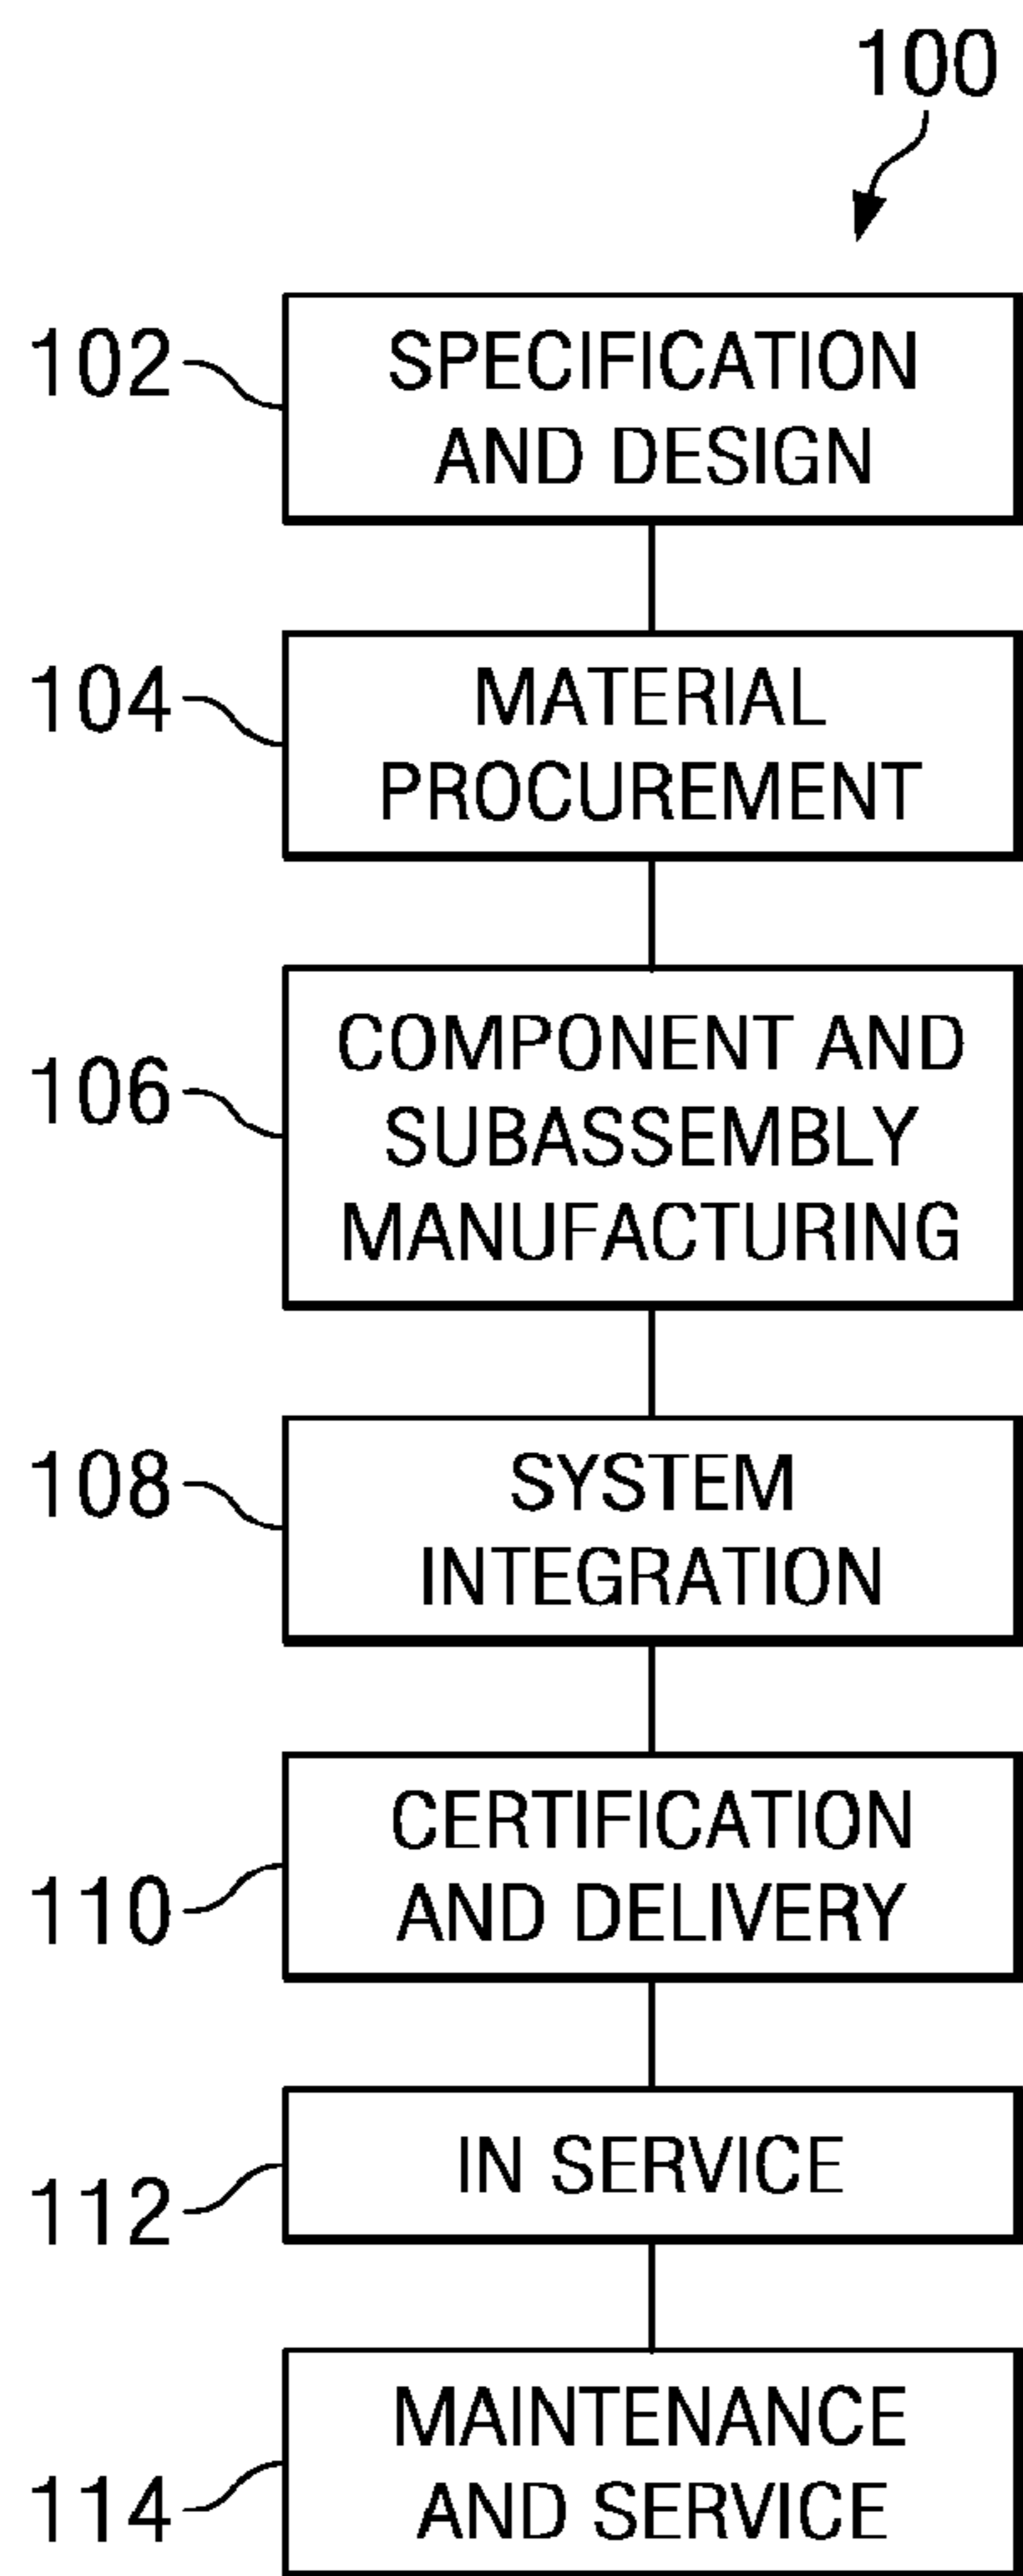 100
102
SPECIFICATION
AND DESIGN
104
MATERIAL
PROCUREMENT
106
COMPONENT AND
SUBASSEMBLY
MANUFACTURING
108
SYSTEM
INTEGRATION
110
CERTIFICATION
AND DELIVERY
112
IN SERVICE
114
MAINTENANCE
AND SERVICE